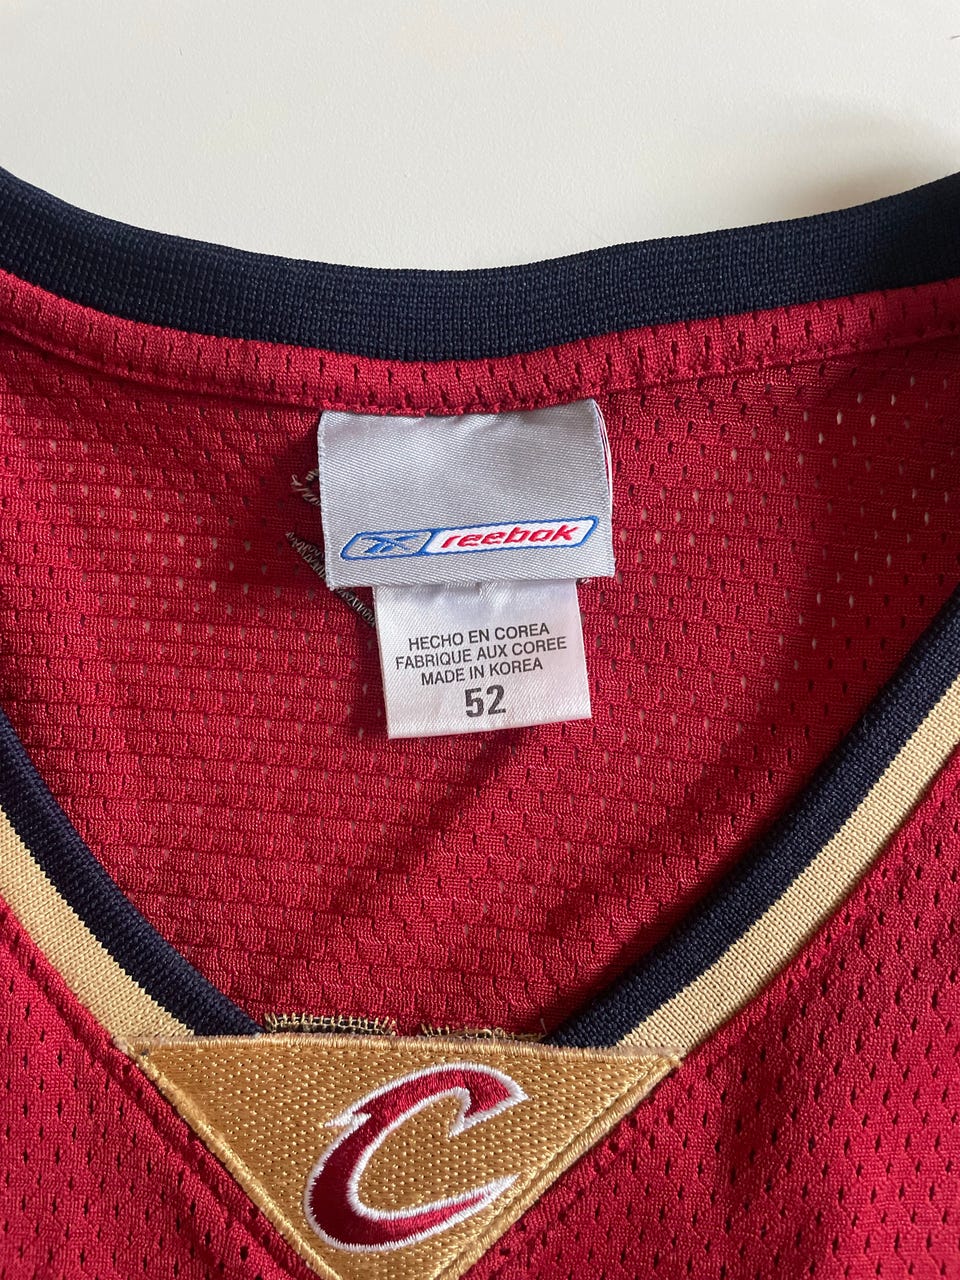 reebok
HECHO EN COREA
FABRIQUE AUX COREE
MADE IN KOREA
52
C